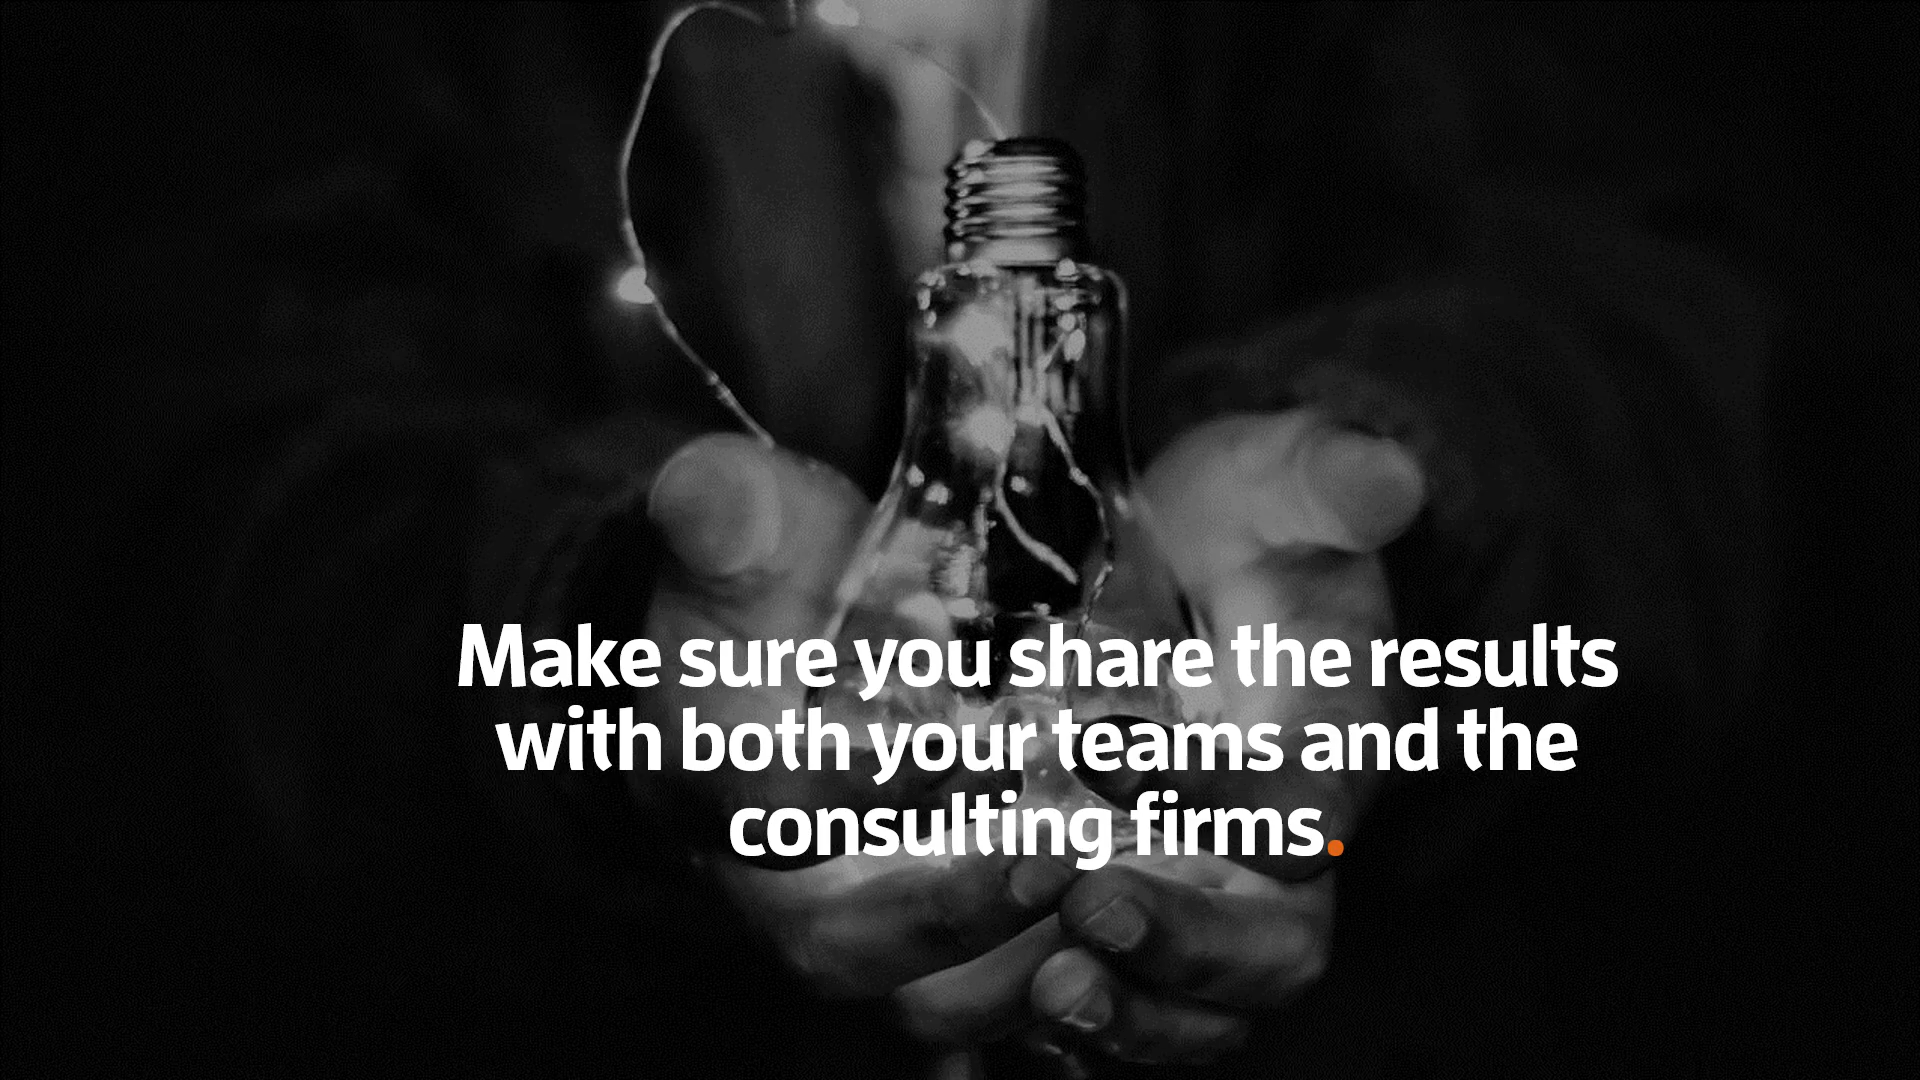 Make sure you share the results
with both your teams and the
consulting firms.